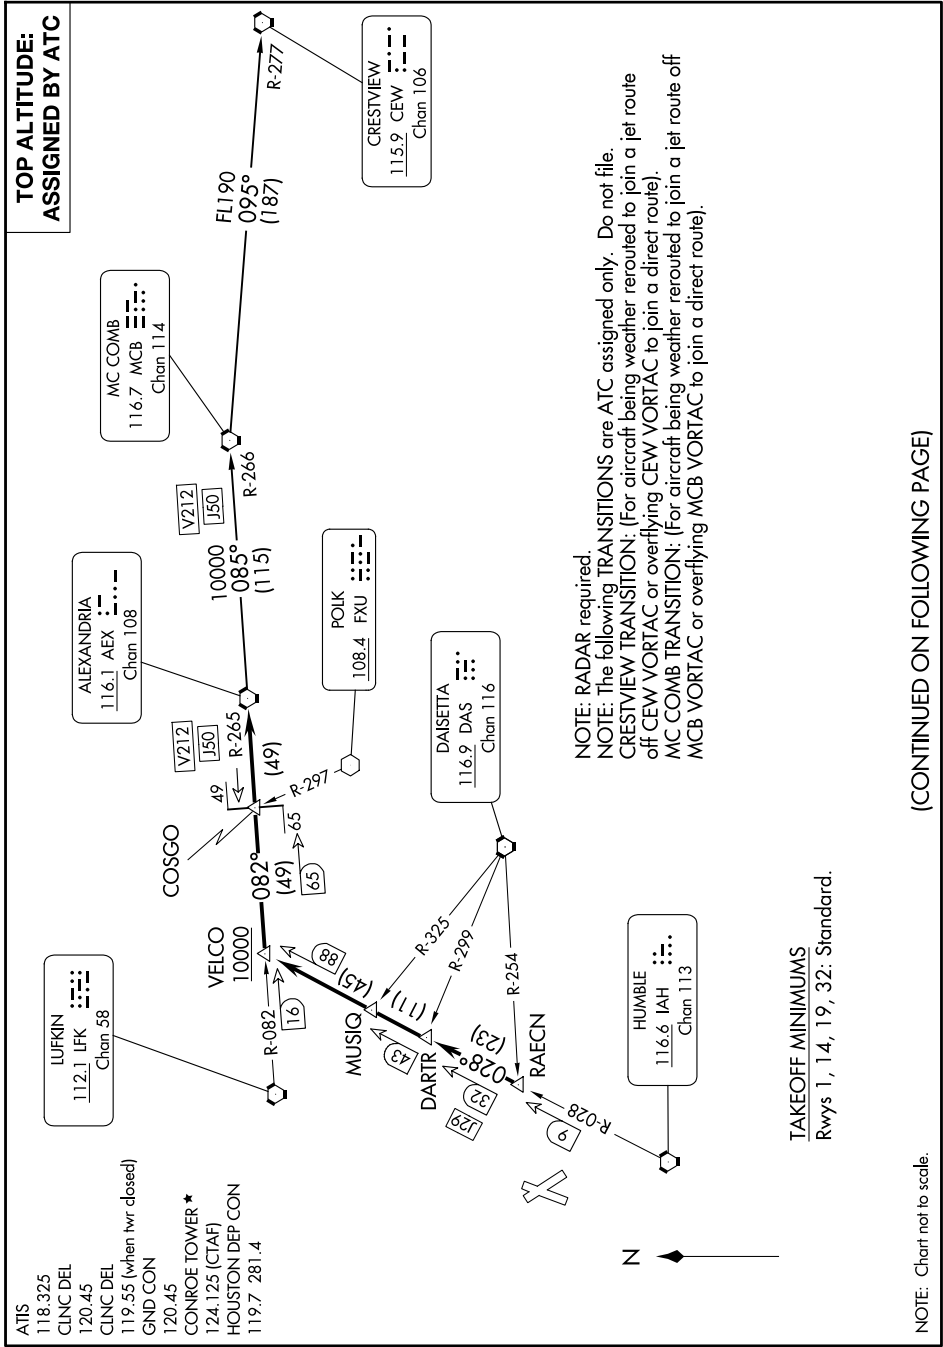 TOP ALTITUDE:
ASSIGNED BY ATC
ATIS
118.325
CLNC DEL
120.45
CLNC DEL
119.55 (when twr closed)
GND CON
120.45
CONROE TOWER ★
124.125 (CTAF)
HOUSTON DEP CON
119.7 281.4
LUFKIN
112.1 LFK
Chan 58
ALEXANDRIA
116.1 AEX
Chan 108
MC COMB
116.7 MCB
Chan 114
CRESTVIEW
115.9 CEW
Chan 106
POLK
108.4 FXU
DAISETTA
116.9 DAS
Chan 116
HUMBLE
116.6 IAH
Chan 113
R-028
9
RAECN
R-254
028°
(23)
32
J29
DARTR
R-299
(11)
43
MUSIQ
R-325
(45)
88
VELCO
10000
R-082
16
082°
(49)
65
65
COSGO
49
R-297
R-265
(49)
V212
J50
10000
085°
(115)
V212
J50
R-266
FL190
095°
(187)
R-277
NOTE: RADAR required.
NOTE: The following TRANSITIONS are ATC assigned only. Do not file.
CRESTVIEW TRANSITION: (For aircraft being weather rerouted to join a jet route
off CEW VORTAC or overflying CEW VORTAC to join a direct route).
MC COMB TRANSITION: (For aircraft being weather rerouted to join a jet route off
MCB VORTAC or overflying MCB VORTAC to join a direct route).
TAKEOFF MINIMUMS
Rwys 1, 14, 19, 32: Standard.
N
NOTE: Chart not to scale.
(CONTINUED ON FOLLOWING PAGE)